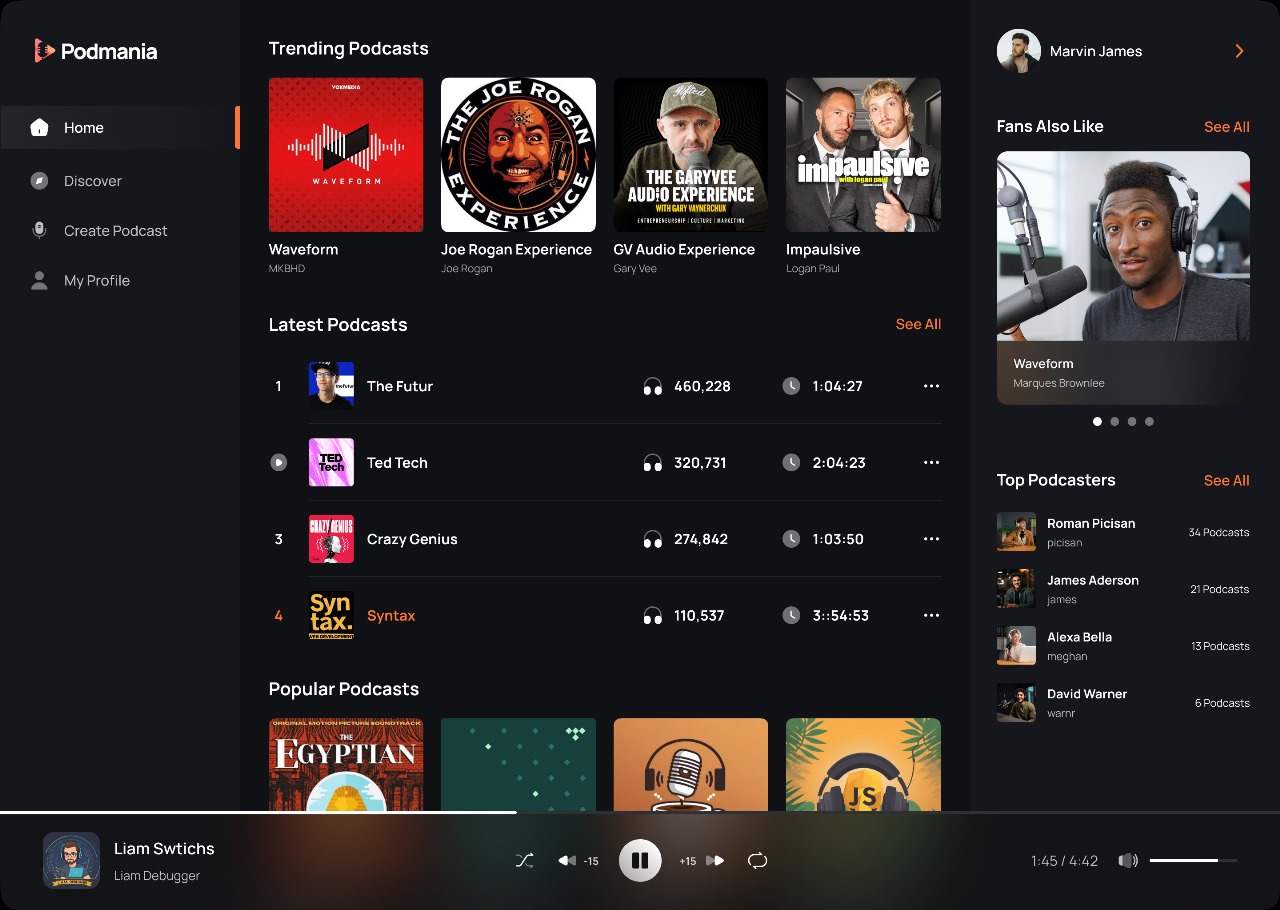 Podmania
Home
Discover
Create Podcast
My Profile
Trending Podcasts
VOXMEDIA
WAVEFORM
Waveform
MKBHD
THE JOE ROGAN
EXPERIENCE
Joe Rogan Experience
Joe Rogan
Gifted
THE GARYVEE
AUDIO EXPERIENCE
WITH GARY VAYNERCHUK
ENTREPRENEURSHIP | CULTURE | MARKETING
GV Audio Experience
Gary Vee
impaulsive
with logan paul
Impaulsive
Logan Paul
Latest Podcasts
See All
1
thefutur
The Futur
460,228
1:04:27
TED
Tech
Ted Tech
320,731
2:04:23
3
CRAZY GENIUS
Crazy Genius
274,842
1:03:50
4
Syn
tax.
WEB DEVELOPMENT
Syntax
110,537
3::54:53
Popular Podcasts
ORIGINAL MOTION PICTURE SOUNDTRACK
THE
EGYPTIAN
JS
Marvin James
Fans Also Like
See All
Waveform
Marques Brownlee
Top Podcasters
See All
Roman Picisan
picisan
34 Podcasts
James Aderson
james
21 Podcasts
Alexa Bella
meghan
13 Podcasts
David Warner
warnr
6 Podcasts
Liam Swtichs
Liam Debugger
-15
+15
1:45 / 4:42